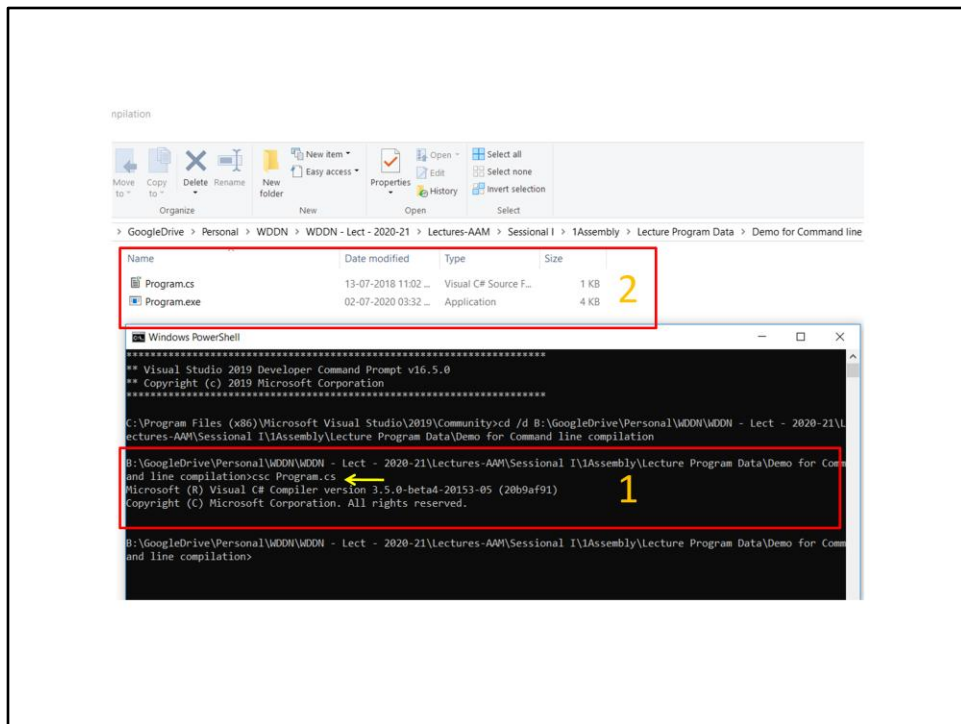 npilation
Move to Copy to Delete Rename New folder New item Easy access Properties Open Edit History Select all Select none Invert selection
Organize New Open Select
> GoogleDrive > Personal > WDDN > WDDN - Lect - 2020-21 > Lectures-AAM > Sessional I > 1Assembly > Lecture Program Data > Demo for Command line
Name Date modified Type Size
Program.cs 13-07-2018 11:02 ... Visual C# Source F... 1 KB
Program.exe 02-07-2020 03:32 ... Application 4 KB
2
Windows PowerShell
**********************************************************************
** Visual Studio 2019 Developer Command Prompt v16.5.0
** Copyright (c) 2019 Microsoft Corporation
**********************************************************************
C:\Program Files (x86)\Microsoft Visual Studio\2019\Community>cd /d B:\GoogleDrive\Personal\WDDN\WDDN - Lect - 2020-21\L
ectures-AAM\Sessional I\1Assembly\Lecture Program Data\Demo for Command line compilation
B:\GoogleDrive\Personal\WDDN\WDDN - Lect - 2020-21\Lectures-AAM\Sessional I\1Assembly\Lecture Program Data\Demo for Comm
and line compilation>csc Program.cs
Microsoft (R) Visual C# Compiler version 3.5.0-beta4-20153-05 (20b9af91)
Copyright (C) Microsoft Corporation. All rights reserved.
1
B:\GoogleDrive\Personal\WDDN\WDDN - Lect - 2020-21\Lectures-AAM\Sessional I\1Assembly\Lecture Program Data\Demo for Comm
and line compilation>